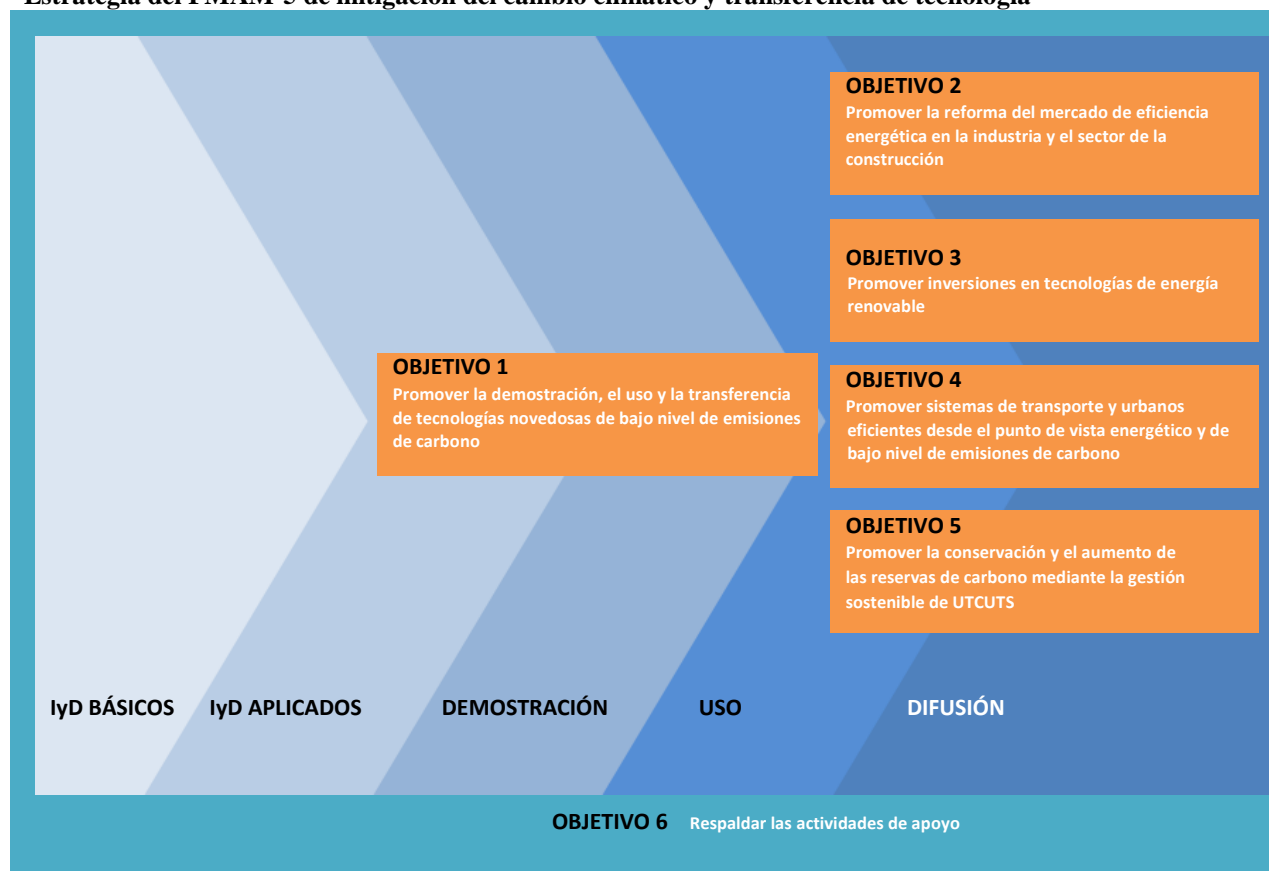 Estrategia del FMAM-5 de mitigación del cambio climático y transferencia de tecnología
OBJETIVO 2
Promover la reforma del mercado de eficiencia
energética en la industria y el sector de la
construcción
OBJETIVO 3
Promover inversiones en tecnologías de energía
renovable
OBJETIVO 1
Promover la demostración, el uso y la transferencia
de tecnologías novedosas de bajo nivel de emisiones
de carbono
OBJETIVO 4
Promover sistemas de transporte y urbanos
eficientes desde el punto de vista energético y de
bajo nivel de emisiones de carbono
OBJETIVO 5
Promover la conservación y el aumento de
las reservas de carbono mediante la gestión
sostenible de UTCUTS
IyD BÁSICOS IyD APLICADOS DEMOSTRACIÓN USO DIFUSIÓN
OBJETIVO 6 Respaldar las actividades de apoyo